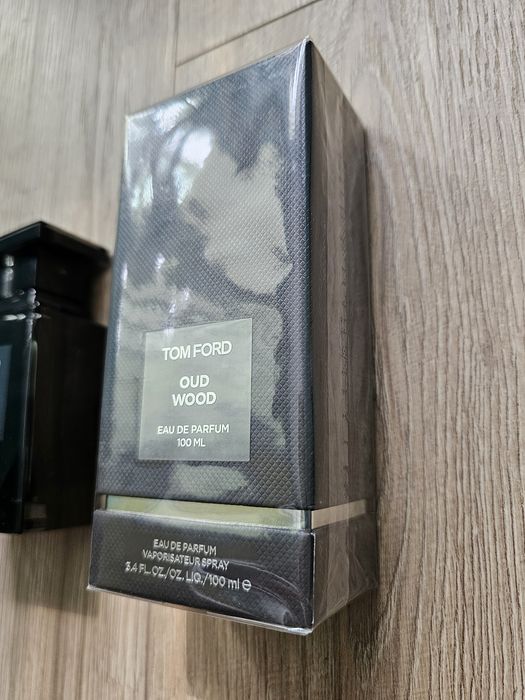 TOM FORD
OUD
WOOD
EAU DE PARFUM
100 ML
EAU DE PARFUM
VAPORISATEUR SPRAY
3.4 FL.OZ./OZ. LIQ./100 ml ℮